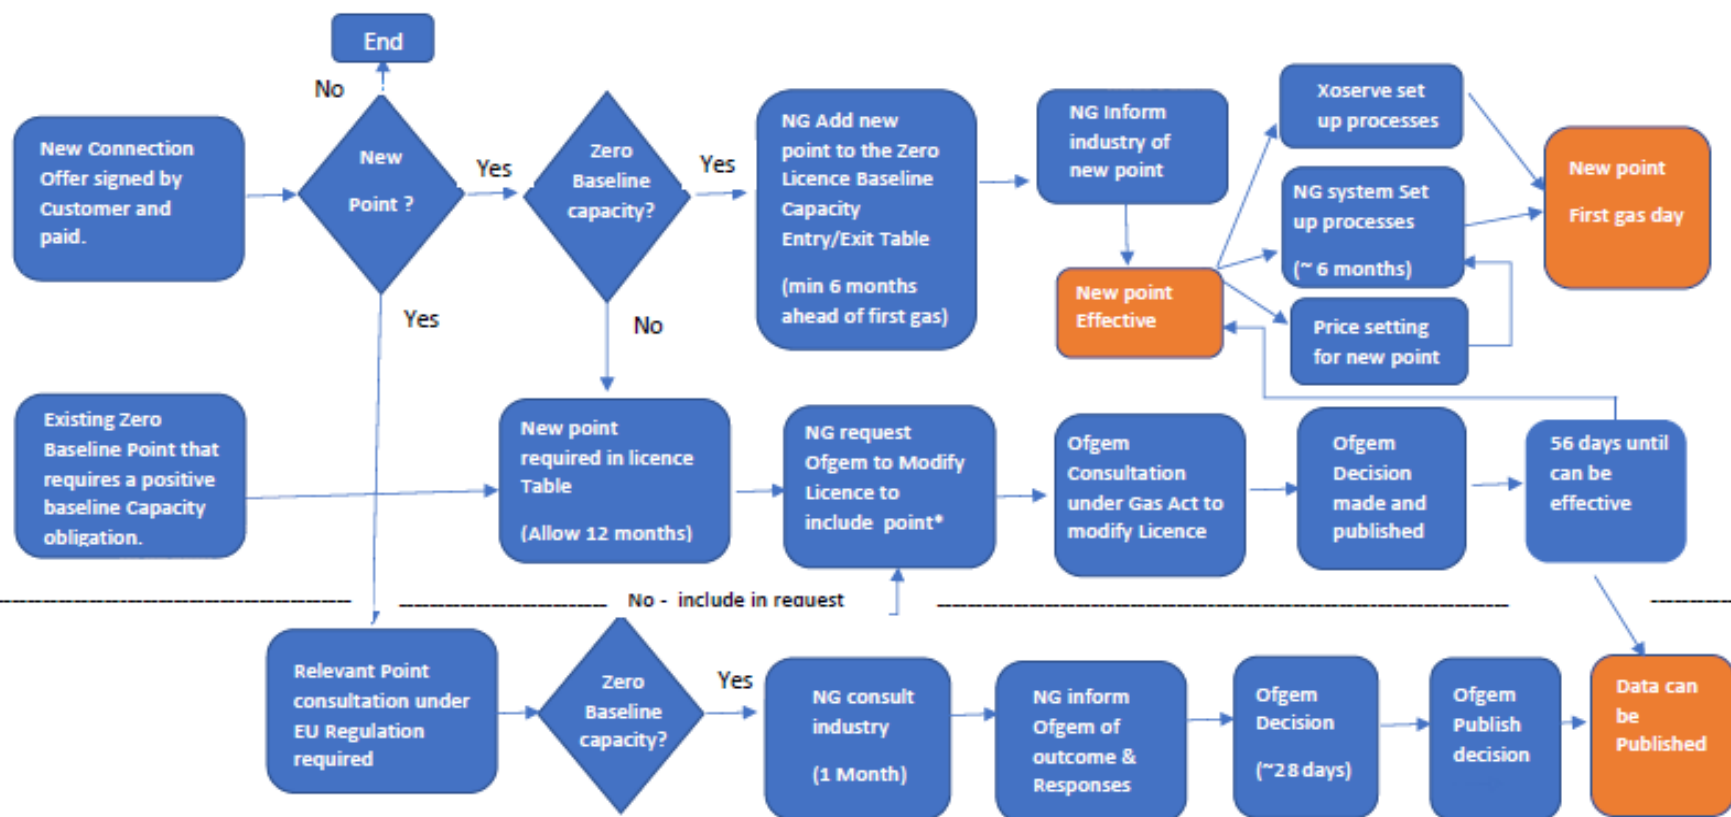 End
No
New Connection
Offer signed by
Customer and
paid.
New
Point ?
Yes
Zero
Baseline
capacity?
Yes
NG Add new
point to the Zero
Licence Baseline
Capacity
Entry/Exit Table
(min 6 months
ahead of first gas)
NG Inform
industry of
new point
New point
Effective
Xoserve set
up processes
NG system Set
up processes
(~ 6 months)
Price setting
for new point
New point
First gas day
Yes
No
Existing Zero
Baseline Point that
requires a positive
baseline Capacity
obligation.
New point
required in licence
Table
(Allow 12 months)
NG request
Ofgem to Modify
Licence to
include point*
Ofgem
Consultation
under Gas Act to
modify Licence
Ofgem
Decision
made and
published
56 days until
can be
effective
No - include in request
Relevant Point
consultation under
EU Regulation
required
Zero
Baseline
capacity?
Yes
NG consult
industry
(1 Month)
NG inform
Ofgem of
outcome &
Responses
Ofgem
Decision
(~28 days)
Ofgem
Publish
decision
Data can
be
Published